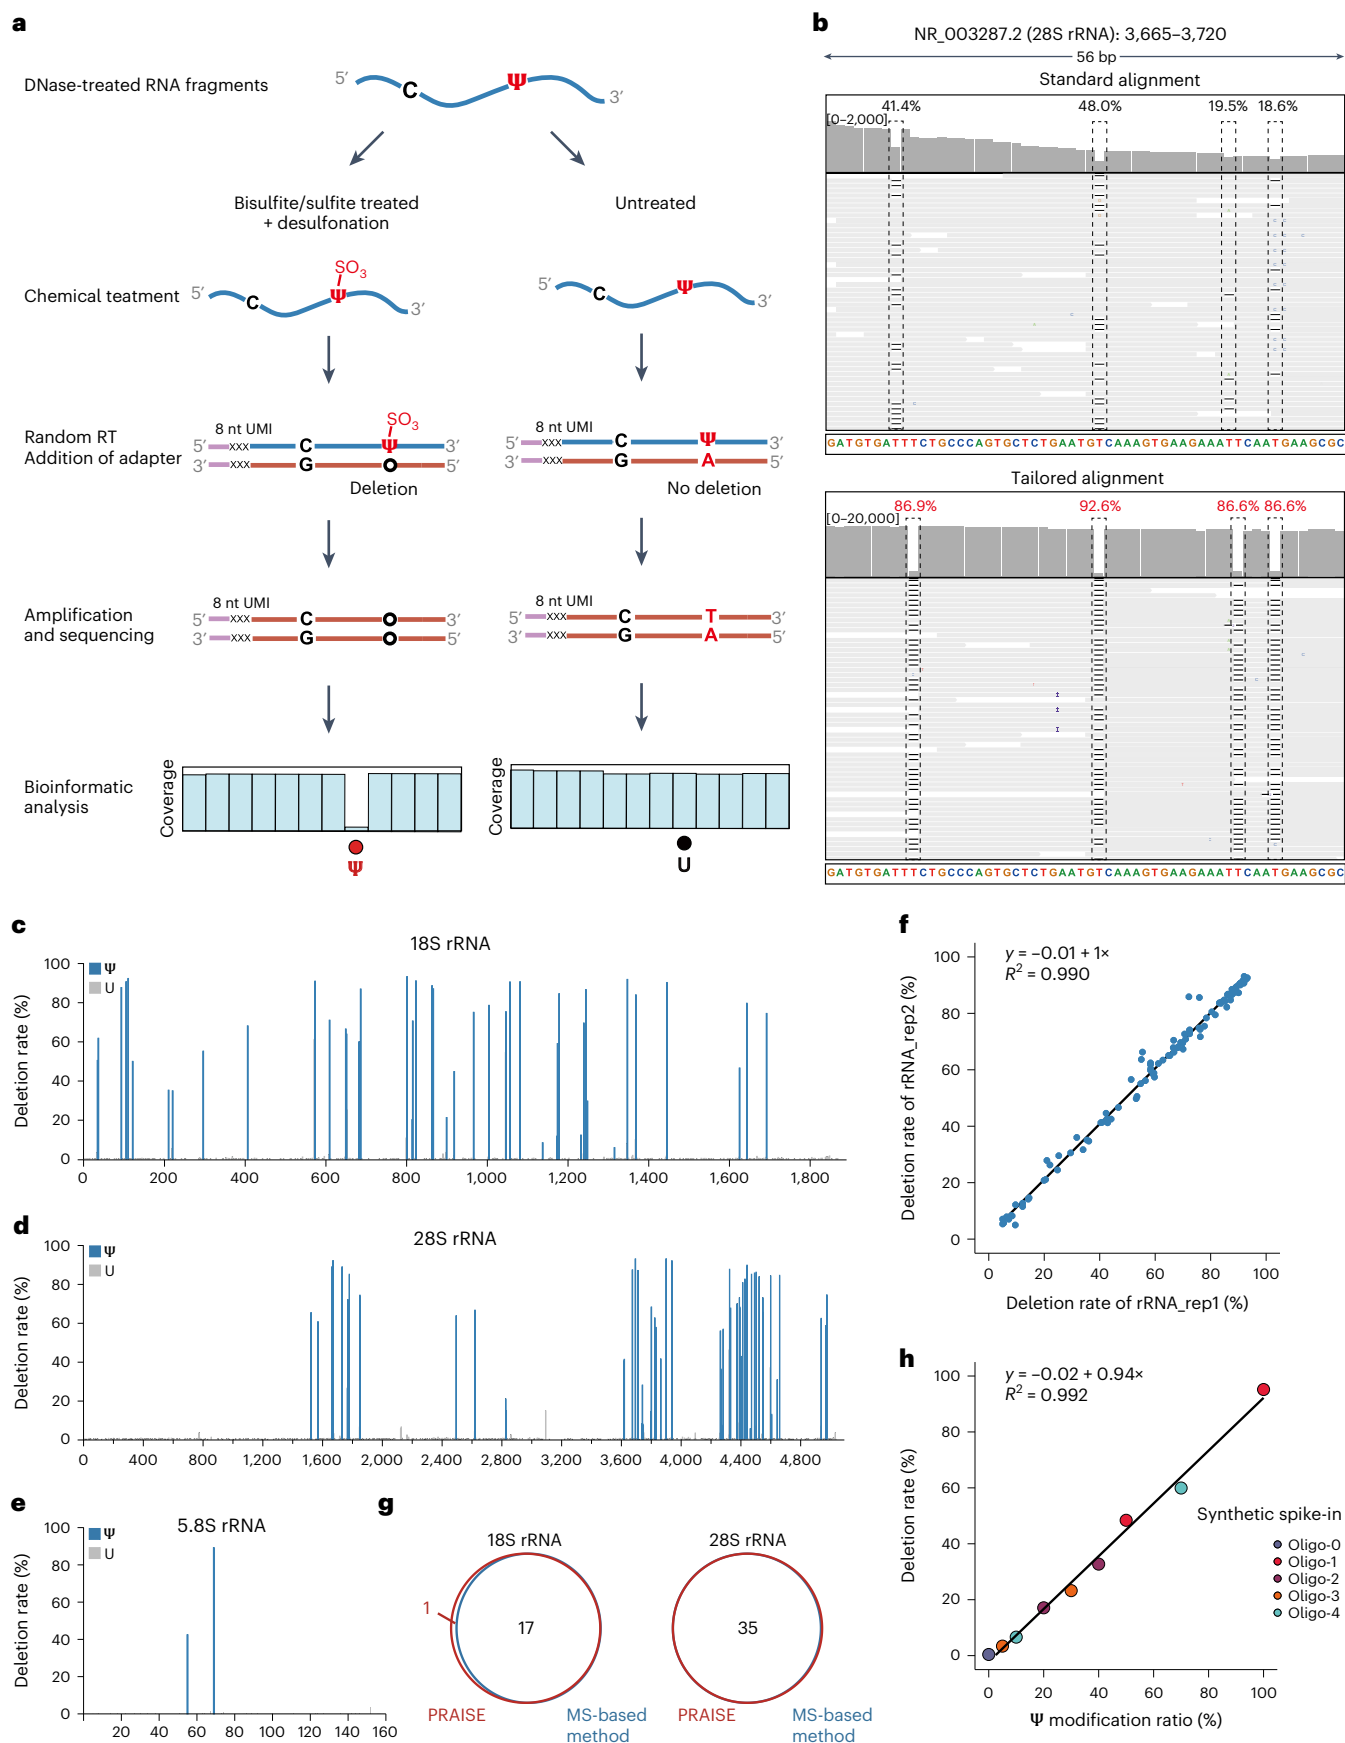 a
DNase-treated RNA fragments
5′ C Ψ 3′
Bisulfite/sulfite treated
+ desulfonation
Untreated
Chemical teatment
5′ C Ψ SO3 3′
5′ C Ψ 3′
Random RT
Addition of adapter
8 nt UMI SO3
5′ XXX C Ψ 3′
3′ XXX G O 5′
Deletion
8 nt UMI
5′ XXX C Ψ 3′
3′ XXX G A 5′
No deletion
Amplification
and sequencing
8 nt UMI
5′ XXX C O 3′
3′ XXX G O 5′
8 nt UMI
5′ XXX C T 3′
3′ XXX G A 5′
Bioinformatic
analysis
Coverage
Ψ
Coverage
U
b
NR_003287.2 (28S rRNA): 3,665–3,720
56 bp
Standard alignment
41.4% 48.0% 19.5% 18.6%
[0–2,000]
GATGTGATTTCTGCCCAGTGCTCTGAATGTCAAAGTGAAGAAATTCAATGAAGCGC
Tailored alignment
86.9% 92.6% 86.6% 86.6%
[0–20,000]
GATGTGATTTCTGCCCAGTGCTCTGAATGTCAAAGTGAAGAAATTCAATGAAGCGC
c
18S rRNA
Ψ
U
Deletion rate (%)
100
80
60
40
20
0
0 200 400 600 800 1,000 1,200 1,400 1,600 1,800
d
28S rRNA
Ψ
U
Deletion rate (%)
100
80
60
40
20
0
0 400 800 1,200 1,600 2,000 2,400 2,800 3,200 3,600 4,000 4,400 4,800
e
5.8S rRNA
Ψ
U
Deletion rate (%)
100
80
60
40
20
0
20 40 60 80 100 120 140 160
f
y = −0.01 + 1×
R2 = 0.990
Deletion rate of rRNA_rep2 (%)
100
80
60
40
20
0
0 20 40 60 80 100
Deletion rate of rRNA_rep1 (%)
g
18S rRNA
1
17
PRAISE
MS-based
method
28S rRNA
35
PRAISE
MS-based
method
h
y = −0.02 + 0.94×
R2 = 0.992
Deletion rate (%)
100
80
60
40
20
0
0 20 40 60 80 100
Ψ modification ratio (%)
Synthetic spike-in
Oligo-0
Oligo-1
Oligo-2
Oligo-3
Oligo-4